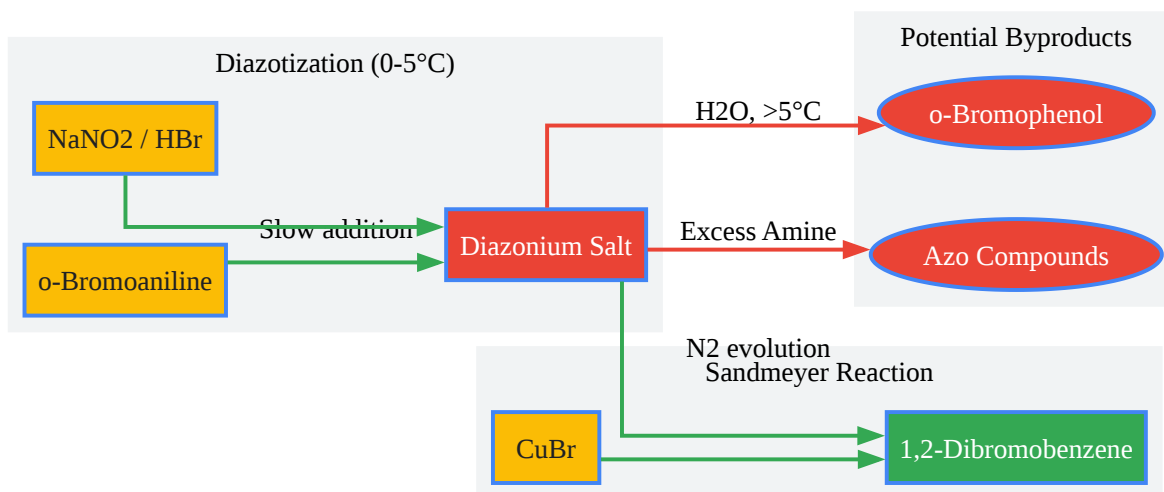 Potential Byproducts
Diazotization (0-5°C)
H2O, >5°C
o-Bromophenol
NaNO2 / HBr
Slow addition
Excess Amine
Diazonium Salt
Azo Compounds
o-Bromoaniline
N2 evolution
Sandmeyer Reaction
CuBr
1,2-Dibromobenzene